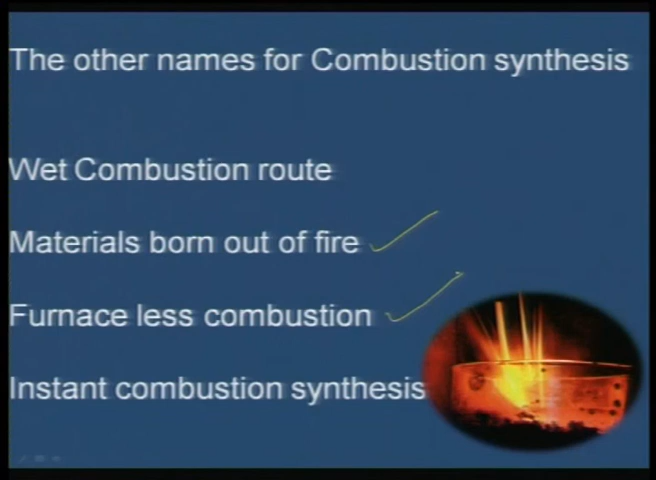 The other names for Combustion synthesis
Wet Combustion route
Materials born out of fire
Furnace less combustion
Instant combustion synthesis